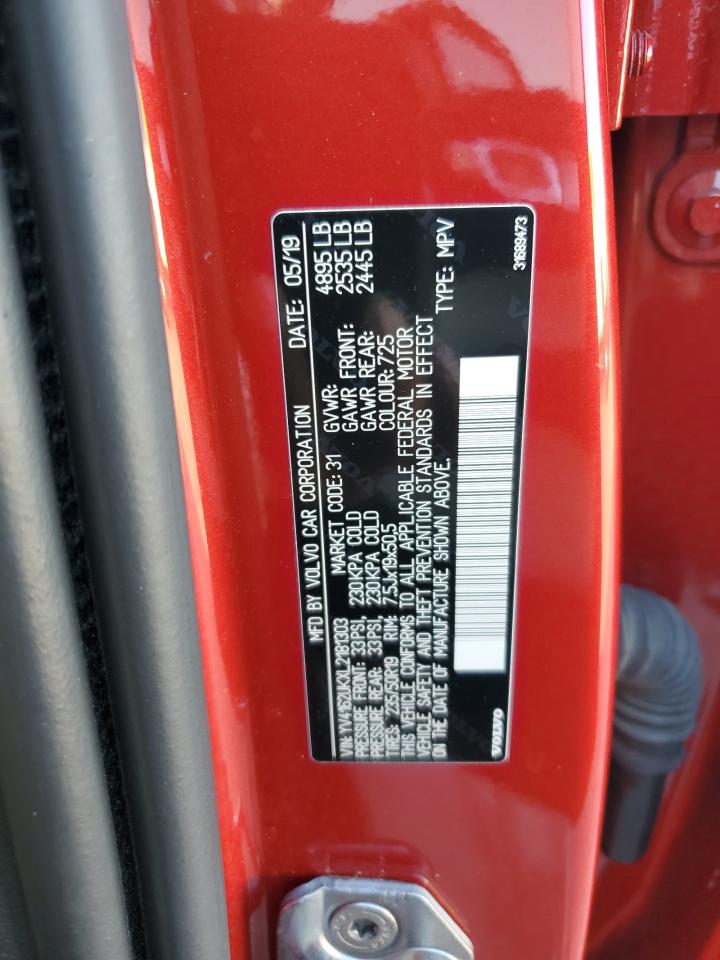 MFD BY VOLVO CAR CORPORATION DATE: 05/19
VIN: YV4162UKXL2181303 MARKET CODE: 31 GVWR: 4895 LB
PRESSURE FRONT: 33PSI, 230KPA COLD GAWR FRONT: 2535 LB
PRESSURE REAR: 33PSI, 230KPA COLD GAWR REAR: 2445 LB
TIRES: 235/50R19 RIM: 7.5Jx19x50.5 COLOUR: 725
THIS VEHICLE CONFORMS TO ALL APPLICABLE FEDERAL MOTOR
VEHICLE SAFETY AND THEFT PREVENTION STANDARDS IN EFFECT
ON THE DATE OF MANUFACTURE SHOWN ABOVE. TYPE: MPV
VOLVO 31689473